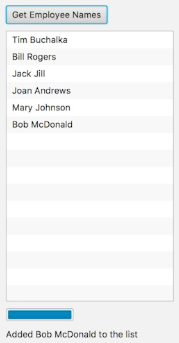 Get Employee Names
Tim Buchalka
Bill Rogers
Jack Jill
Joan Andrews
Mary Johnson
Bob McDonald
Added Bob McDonald to the list